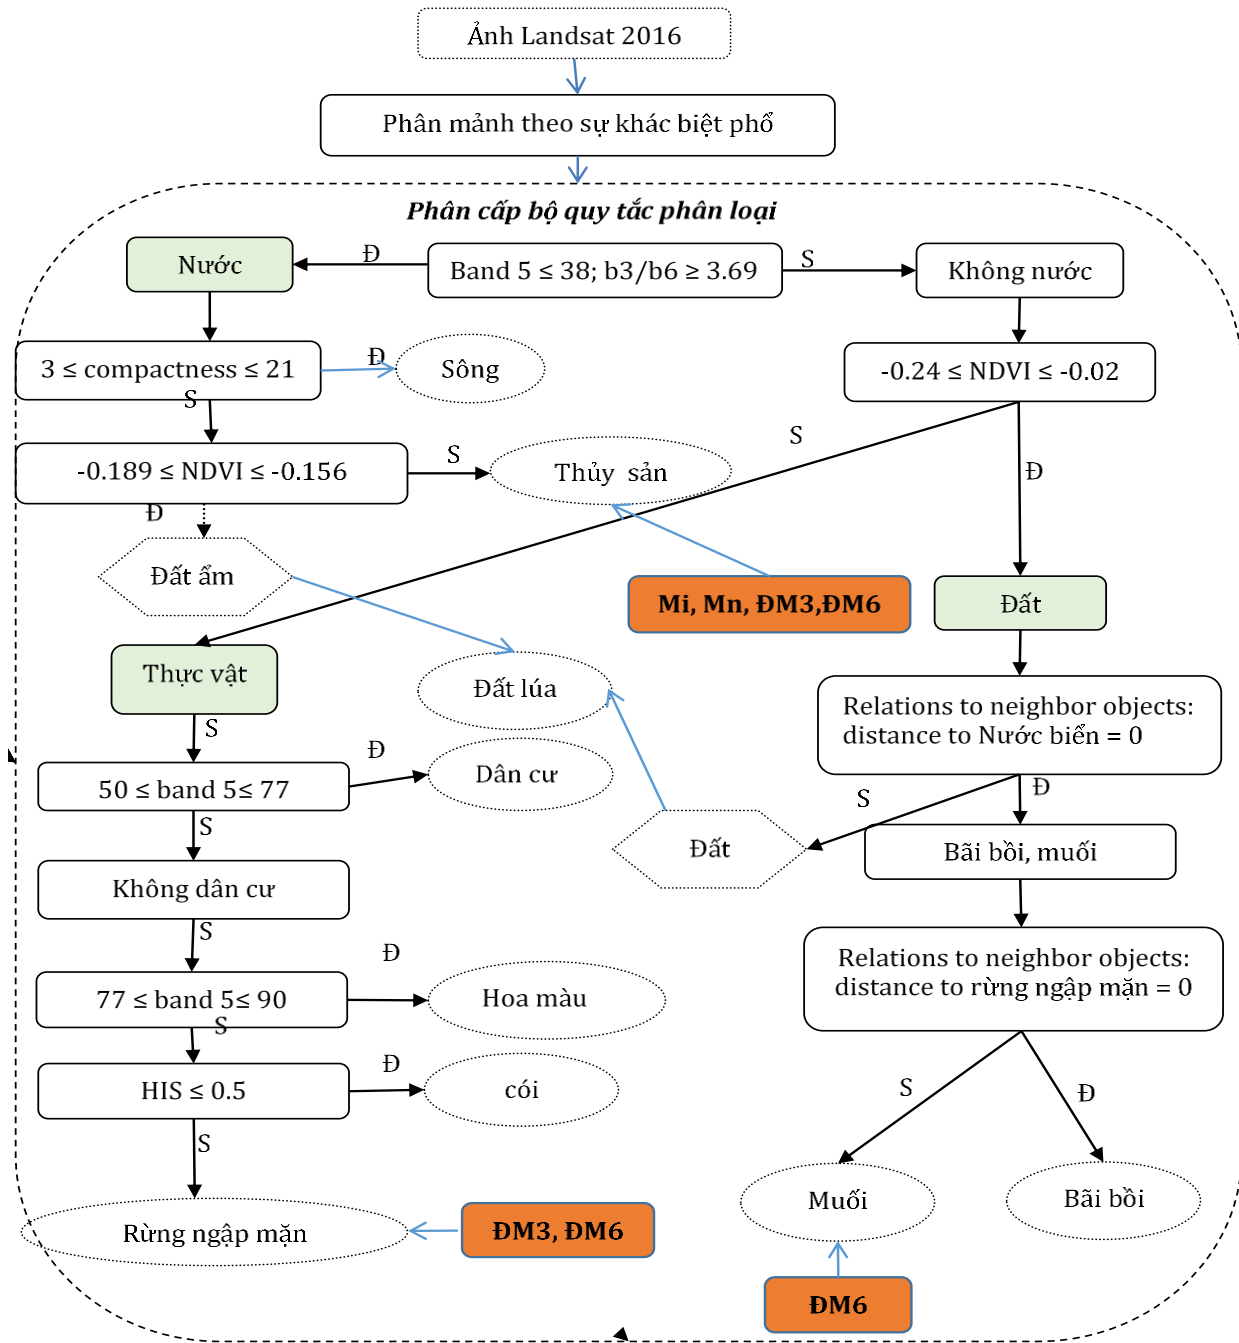 Ảnh Landsat 2016
Phân mảnh theo sự khác biệt phổ
Phân cấp bộ quy tắc phân loại
Nước
Đ
Band 5 ≤ 38; b3/b6 ≥ 3.69
S
Không nước
3 ≤ compactness ≤ 21
Đ
Sông
-0.24 ≤ NDVI ≤ -0.02
S
S
-0.189 ≤ NDVI ≤ -0.156
S
Thủy sản
Đ
Đ
Đất ẩm
Mi, Mn, ĐM3,ĐM6
Đất
Thực vật
Đất lúa
Relations to neighbor objects:
distance to Nước biển = 0
S
Đ
50 ≤ band 5≤ 77
Dân cư
S
Đ
S
Đất
Bãi bồi, muối
Không dân cư
S
Đ
Relations to neighbor objects:
distance to rừng ngập mặn = 0
77 ≤ band 5≤ 90
Hoa màu
S
Đ
HIS ≤ 0.5
cói
S
Đ
S
Muối
Bãi bồi
Rừng ngập mặn
ĐM3, ĐM6
ĐM6